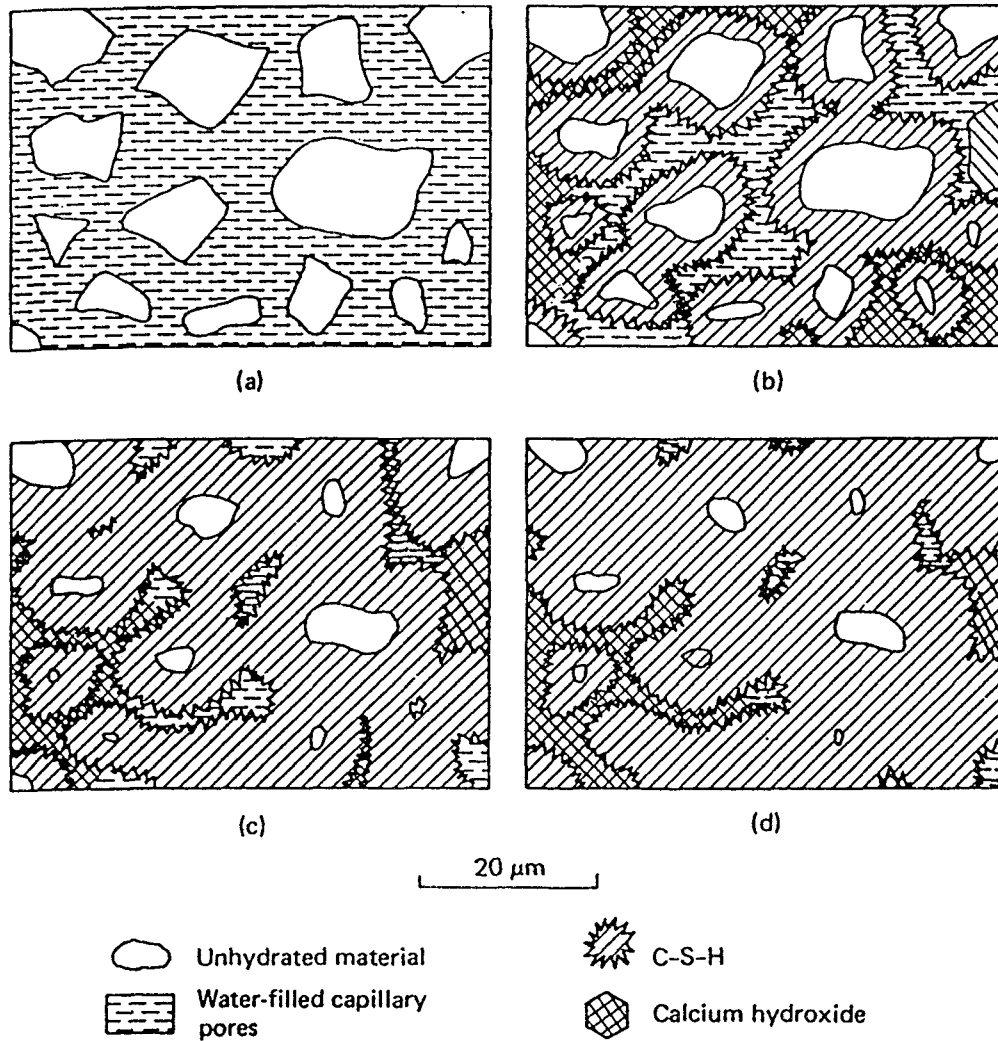 (a)
(b)
(c)
(d)
20 μm
Unhydrated material
Water-filled capillary
pores
C-S-H
Calcium hydroxide